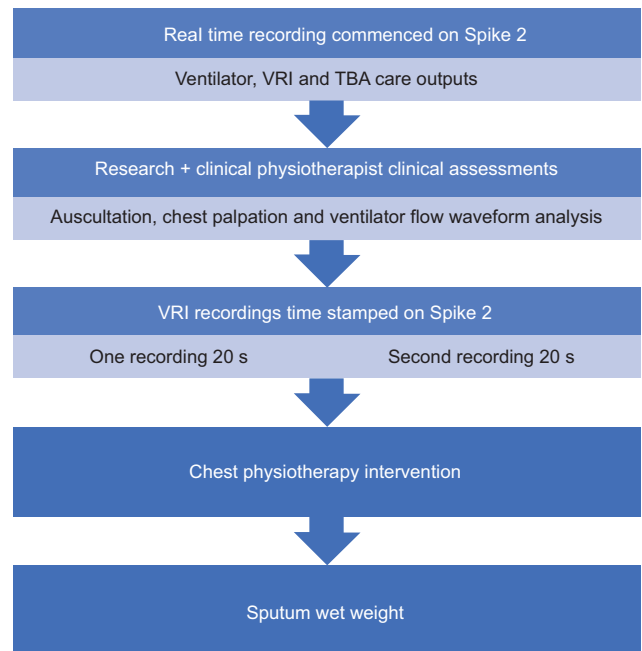 Real time recording commenced on Spike 2
Ventilator, VRI and TBA care outputs
Research + clinical physiotherapist clinical assessments
Auscultation, chest palpation and ventilator flow waveform analysis
VRI recordings time stamped on Spike 2
One recording 20 s
Second recording 20 s
Chest physiotherapy intervention
Sputum wet weight